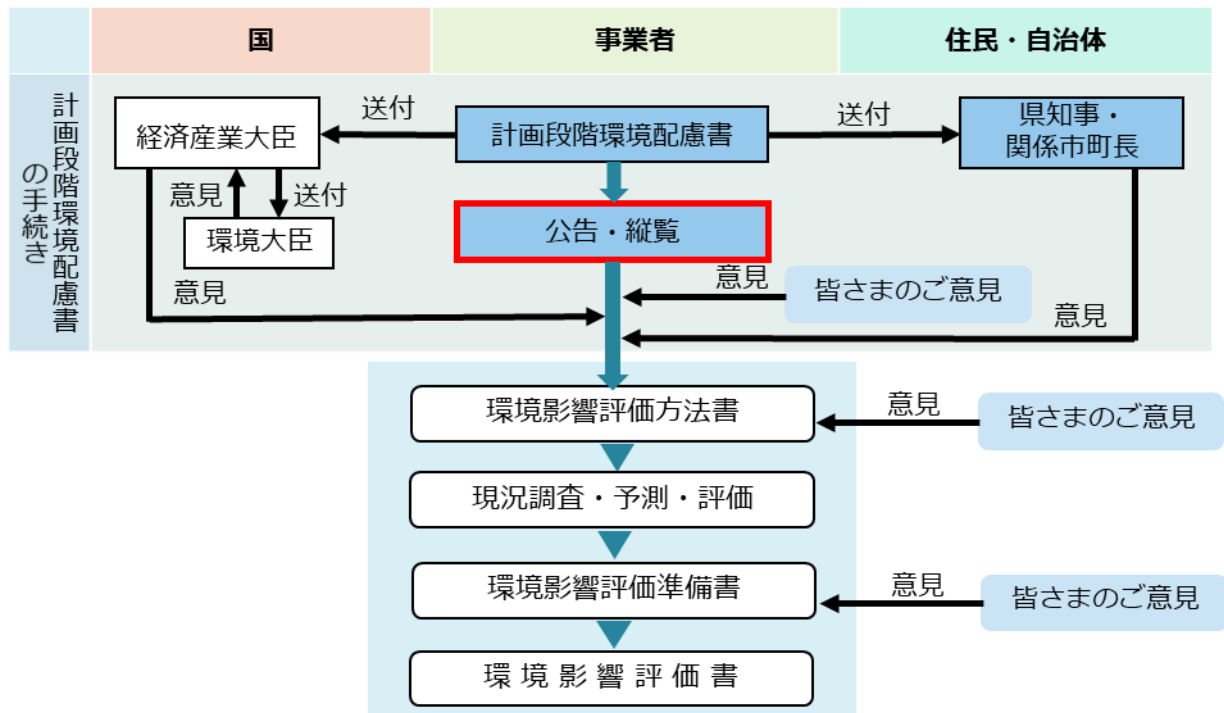 国
事業者
住民・自治体
計画段階環境配慮書
の手続き
経済産業大臣
送付
計画段階環境配慮書
送付
県知事・
関係市町長
意見
送付
環境大臣
公告・縦覧
意見
意見
皆さまのご意見
意見
環境影響評価方法書
意見
皆さまのご意見
現況調査・予測・評価
環境影響評価準備書
意見
皆さまのご意見
環 境 影 響 評 価 書